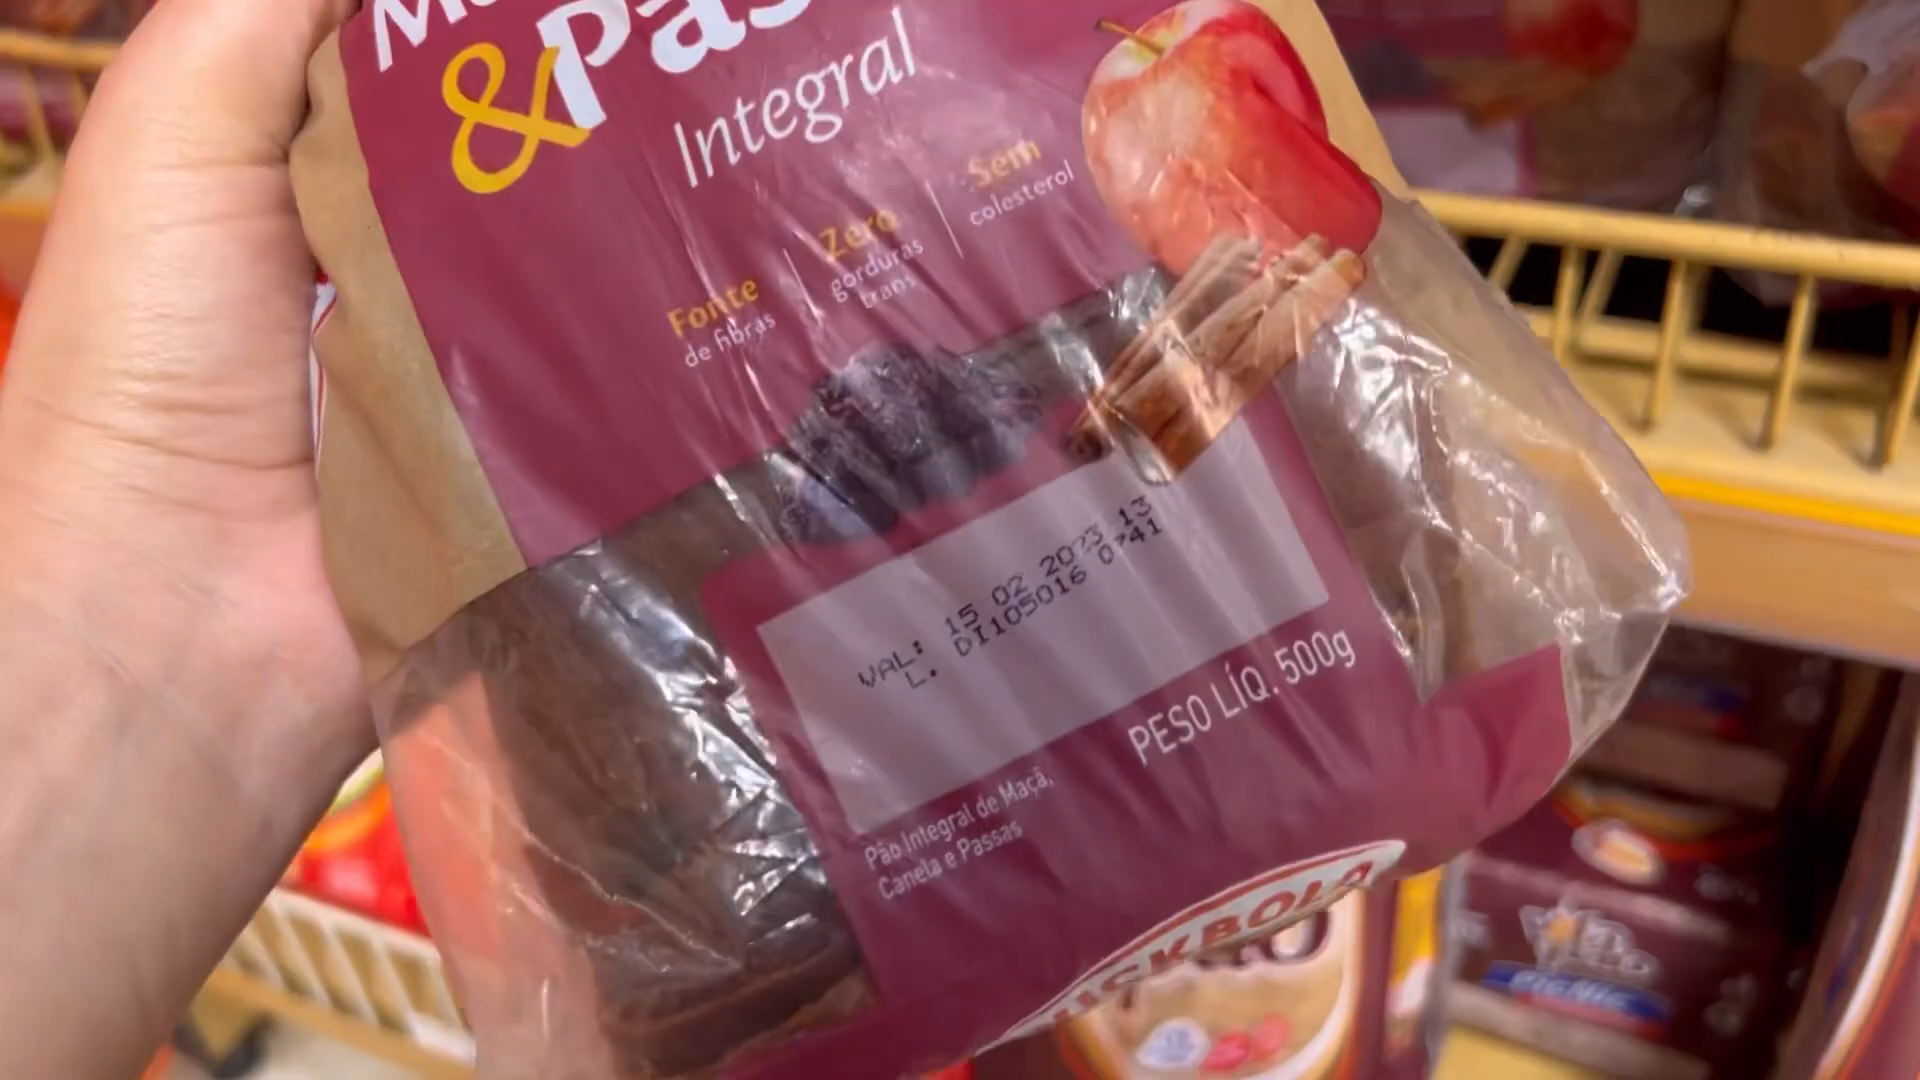 &Pas
Integral
Fonte
de fibras
Zero
gorduras
trans
Sem
colesterol
VAL: 15 02 2023 13
L. DI105016 0741
PESO LÍQ. 500g
Pão Integral de Maçã,
Canela e Passas